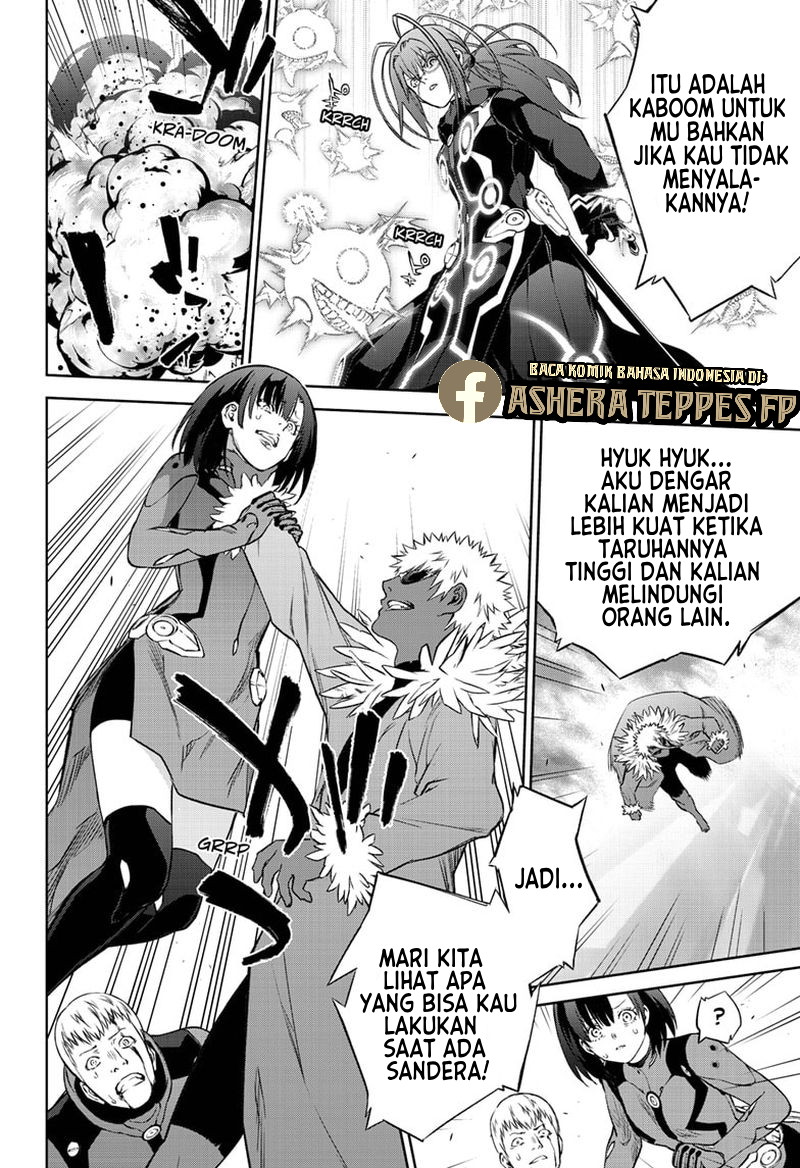 ITU ADALAH
KABOOM UNTUK
MU BAHKAN
JIKA KAU TIDAK
MENYALA-
KANNYA!
KRRCH
KRRCH
KRA-DOOM
BACA KOMIK BAHASA INDONESIA DI:
f ASHERA TEPPES FP
HYUK HYUK...
AKU DENGAR
KALIAN MENJADI
LEBIH KUAT KETIKA
TARUHANNYA
TINGGI DAN KALIAN
MELINDUNGI
ORANG LAIN.
?
JADI...
GRRP
MARI KITA
LIHAT APA
YANG BISA KAU
LAKUKAN
SAAT ADA
SANDERA!